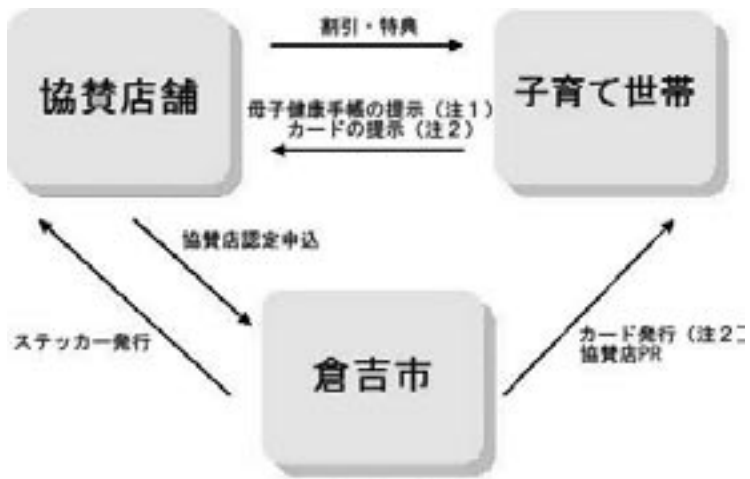 割引・特典
協賛店舗
子育て世帯
母子健康手帳の提示（注１）
カードの提示（注２）
協賛店認定申込
ステッカー発行
倉吉市
カード発行（注２）
協賛店PR